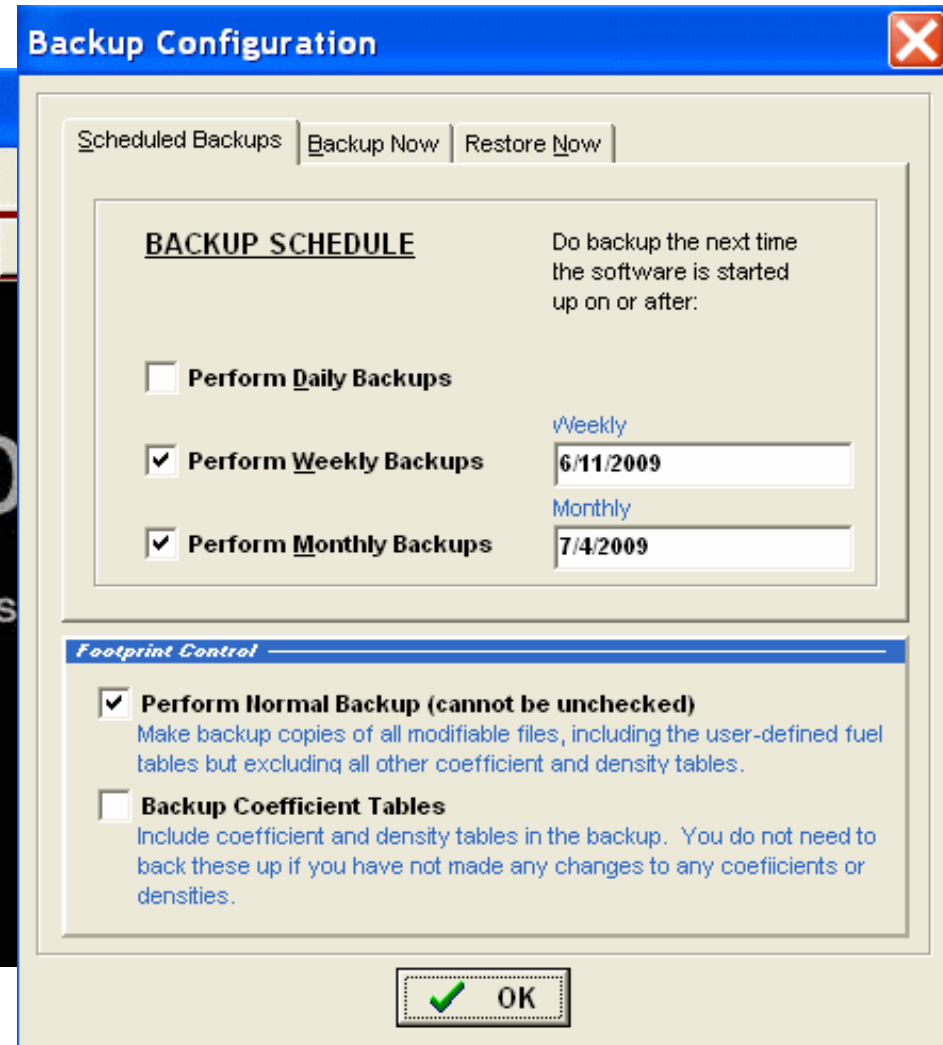 Backup Configuration
Scheduled Backups
Backup Now
Restore Now
BACKUP SCHEDULE
Do backup the next time
the software is started
up on or after:
Perform Daily Backups
Weekly
Perform Weekly Backups
6/11/2009
Monthly
Perform Monthly Backups
7/4/2009
Footprint Control
Perform Normal Backup (cannot be unchecked)
Make backup copies of all modifiable files, including the user-defined fuel
tables but excluding all other coefficient and density tables.
Backup Coefficient Tables
Include coefficient and density tables in the backup. You do not need to
back these up if you have not made any changes to any coefiicients or
densities.
OK